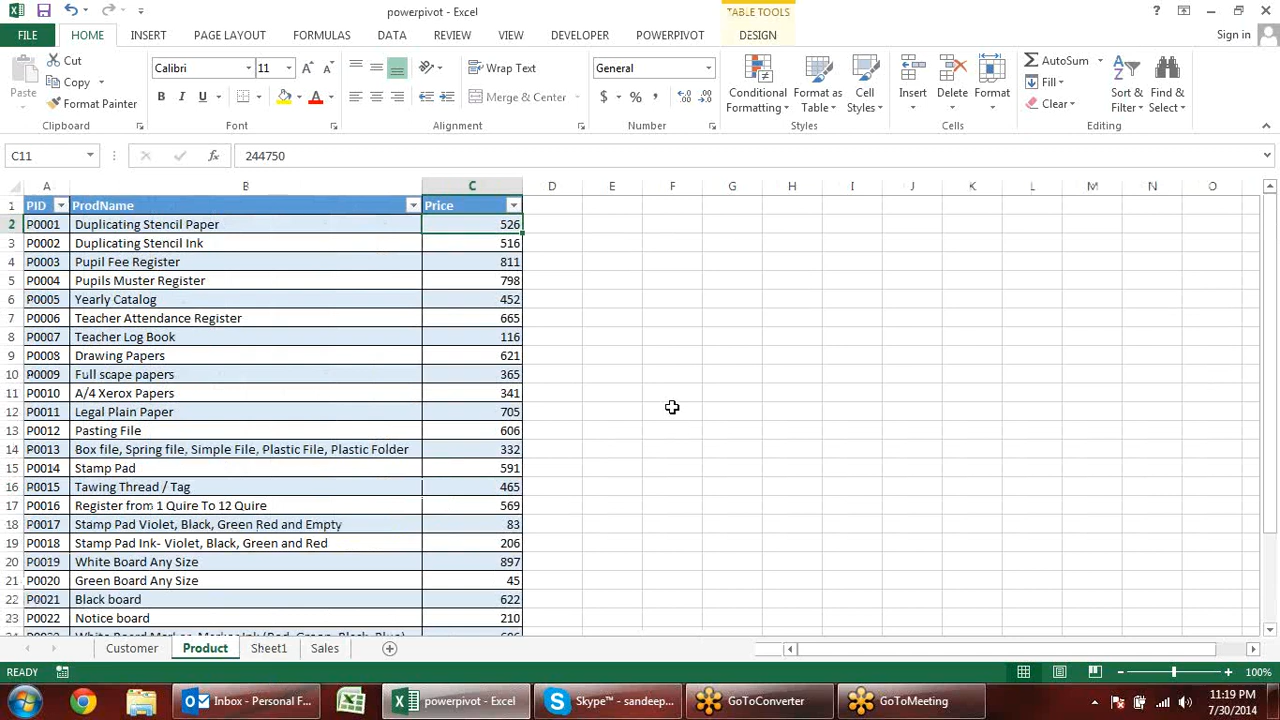 powerpivot - Excel
TABLE TOOLS
FILE HOME INSERT PAGE LAYOUT FORMULAS DATA REVIEW VIEW DEVELOPER POWERPIVOT DESIGN Sign in
Paste
Cut
Copy
Format Painter
Calibri 11
B I U
Wrap Text
Merge & Center
General
$ % ,
Conditional Formatting
Format as Table
Cell Styles
Insert
Delete
Format
AutoSum
Fill
Clear
Sort & Filter
Find & Select
Clipboard Font Alignment Number Styles Cells Editing
C11 fx 244750
A B C D E F G H I J K L M N O
1 PID ProdName Price
2 P0001 Duplicating Stencil Paper 526
3 P0002 Duplicating Stencil Ink 516
4 P0003 Pupil Fee Register 811
5 P0004 Pupils Muster Register 798
6 P0005 Yearly Catalog 452
7 P0006 Teacher Attendance Register 665
8 P0007 Teacher Log Book 116
9 P0008 Drawing Papers 621
10 P0009 Full scape papers 365
11 P0010 A/4 Xerox Papers 341
12 P0011 Legal Plain Paper 705
13 P0012 Pasting File 606
14 P0013 Box file, Spring file, Simple File, Plastic File, Plastic Folder 332
15 P0014 Stamp Pad 591
16 P0015 Tawing Thread / Tag 465
17 P0016 Register from 1 Quire To 12 Quire 569
18 P0017 Stamp Pad Violet, Black, Green Red and Empty 83
19 P0018 Stamp Pad Ink- Violet, Black, Green and Red 206
20 P0019 White Board Any Size 897
21 P0020 Green Board Any Size 45
22 P0021 Black board 622
23 P0022 Notice board 210
Customer Product Sheet1 Sales
READY 100%
Inbox - Personal F... powerpivot - Excel Skype™ - sandeep... GoToConverter GoToMeeting 11:19 PM
7/30/2014